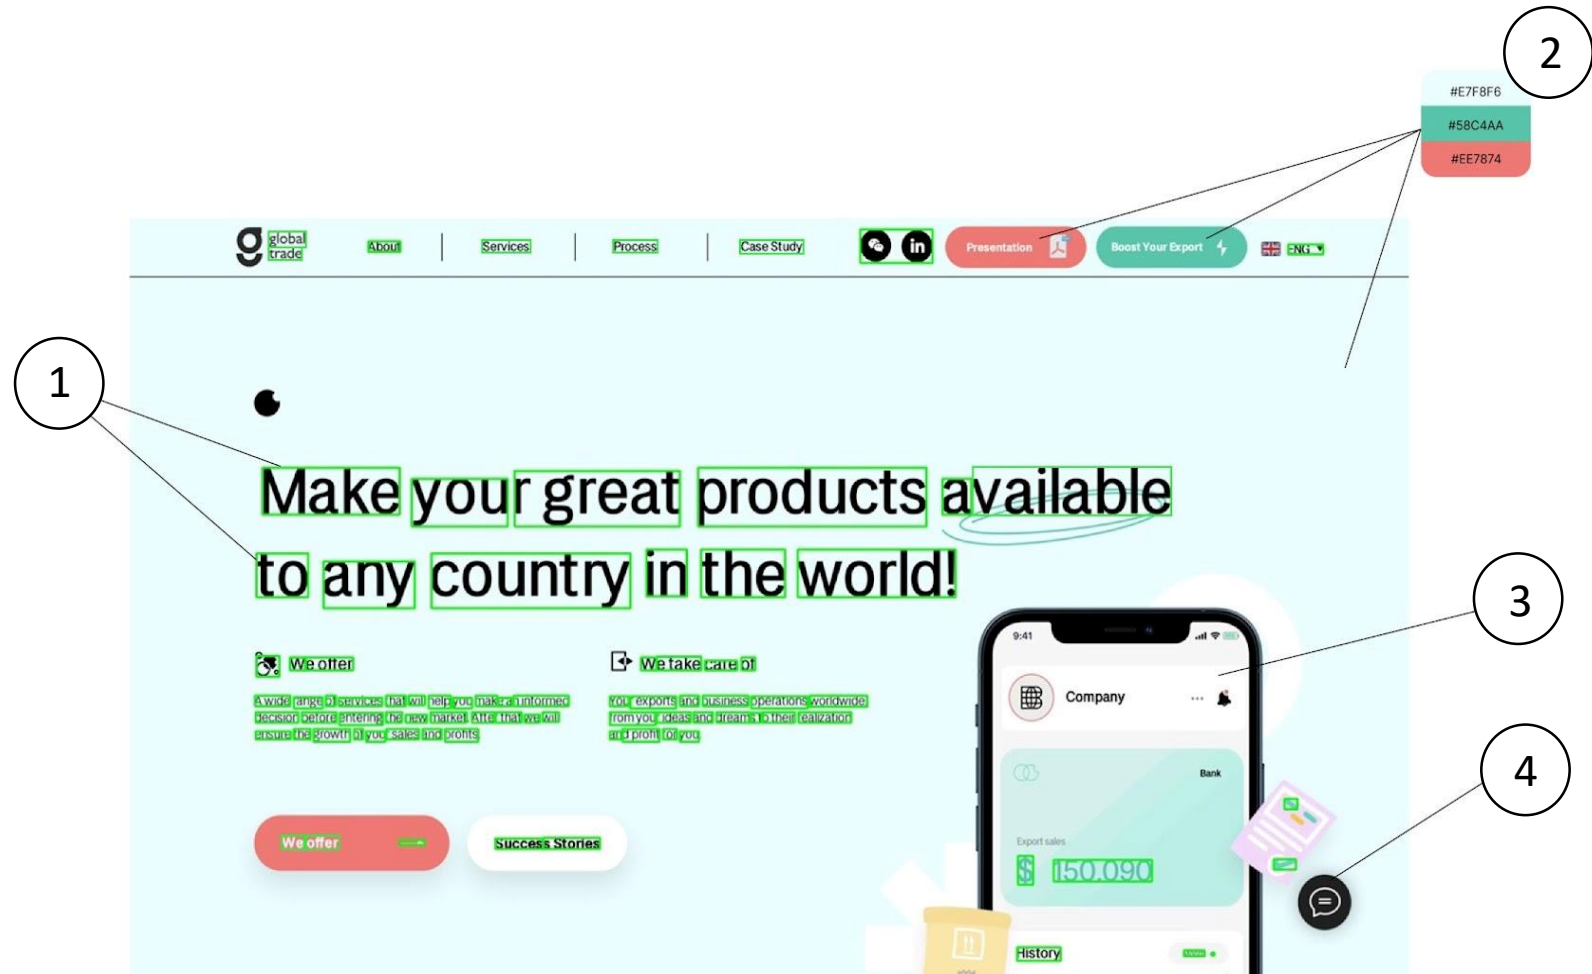 2
#E7F8F6
#58C4AA
#EE7874
global
trade
About
Services
Process
Case Study
in
Presentation
Boost Your Export
ENG
1
Make your great products available
to any country in the world!
3
9:41
We offer
We take care of
Company
A wide range of services that will help you make an informed
decision before entering the new market. After that we will
ensure the growth of your sales and profits.
Your exports and business operations worldwide
from your ideas and dreams to their realization
and profit for you
4
Bank
Export sales
$ 150.090
We offer
Success Stories
History